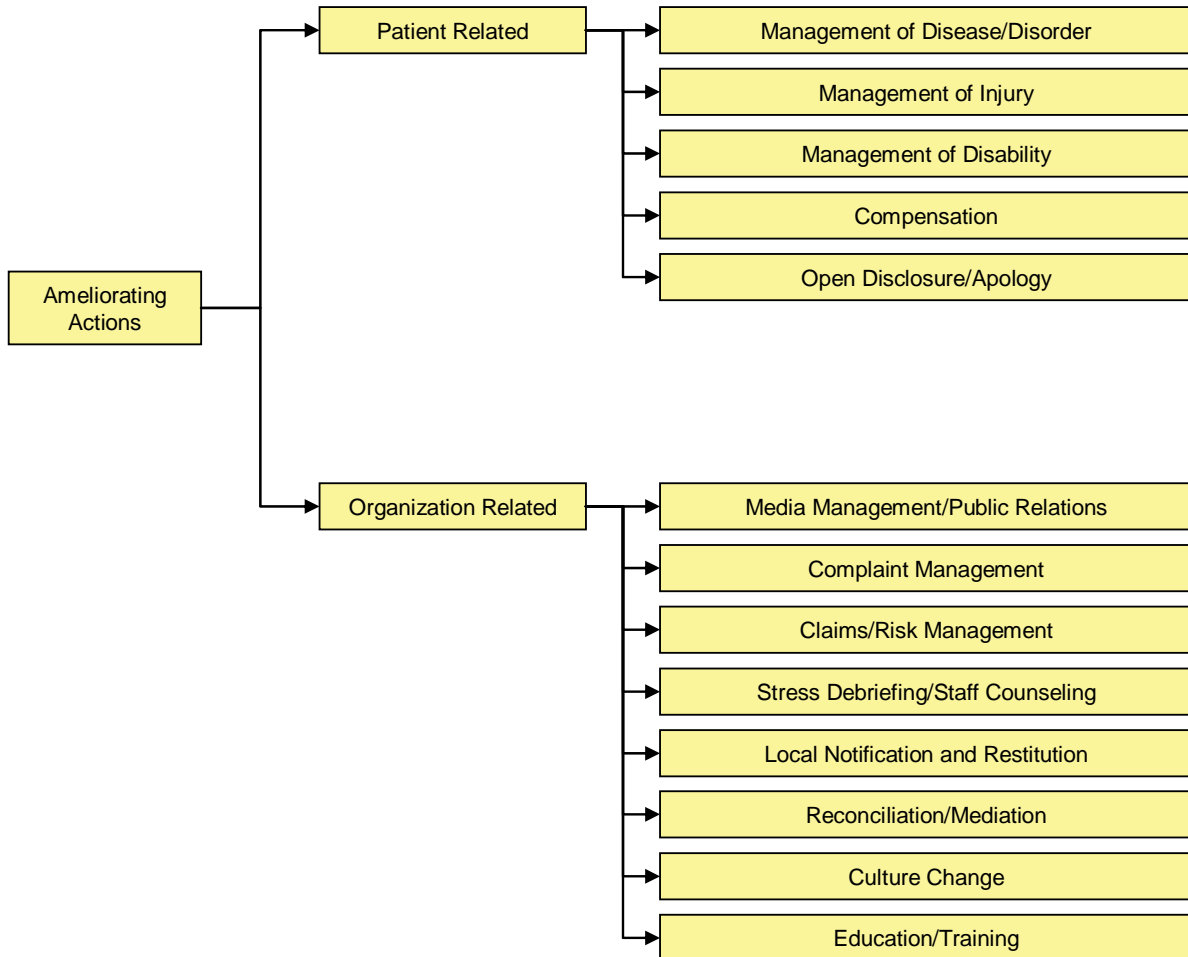 Patient Related
Management of Disease/Disorder
Management of Injury
Management of Disability
Compensation
Open Disclosure/Apology
Ameliorating
Actions
Organization Related
Media Management/Public Relations
Complaint Management
Claims/Risk Management
Stress Debriefing/Staff Counseling
Local Notification and Restitution
Reconciliation/Mediation
Culture Change
Education/Training